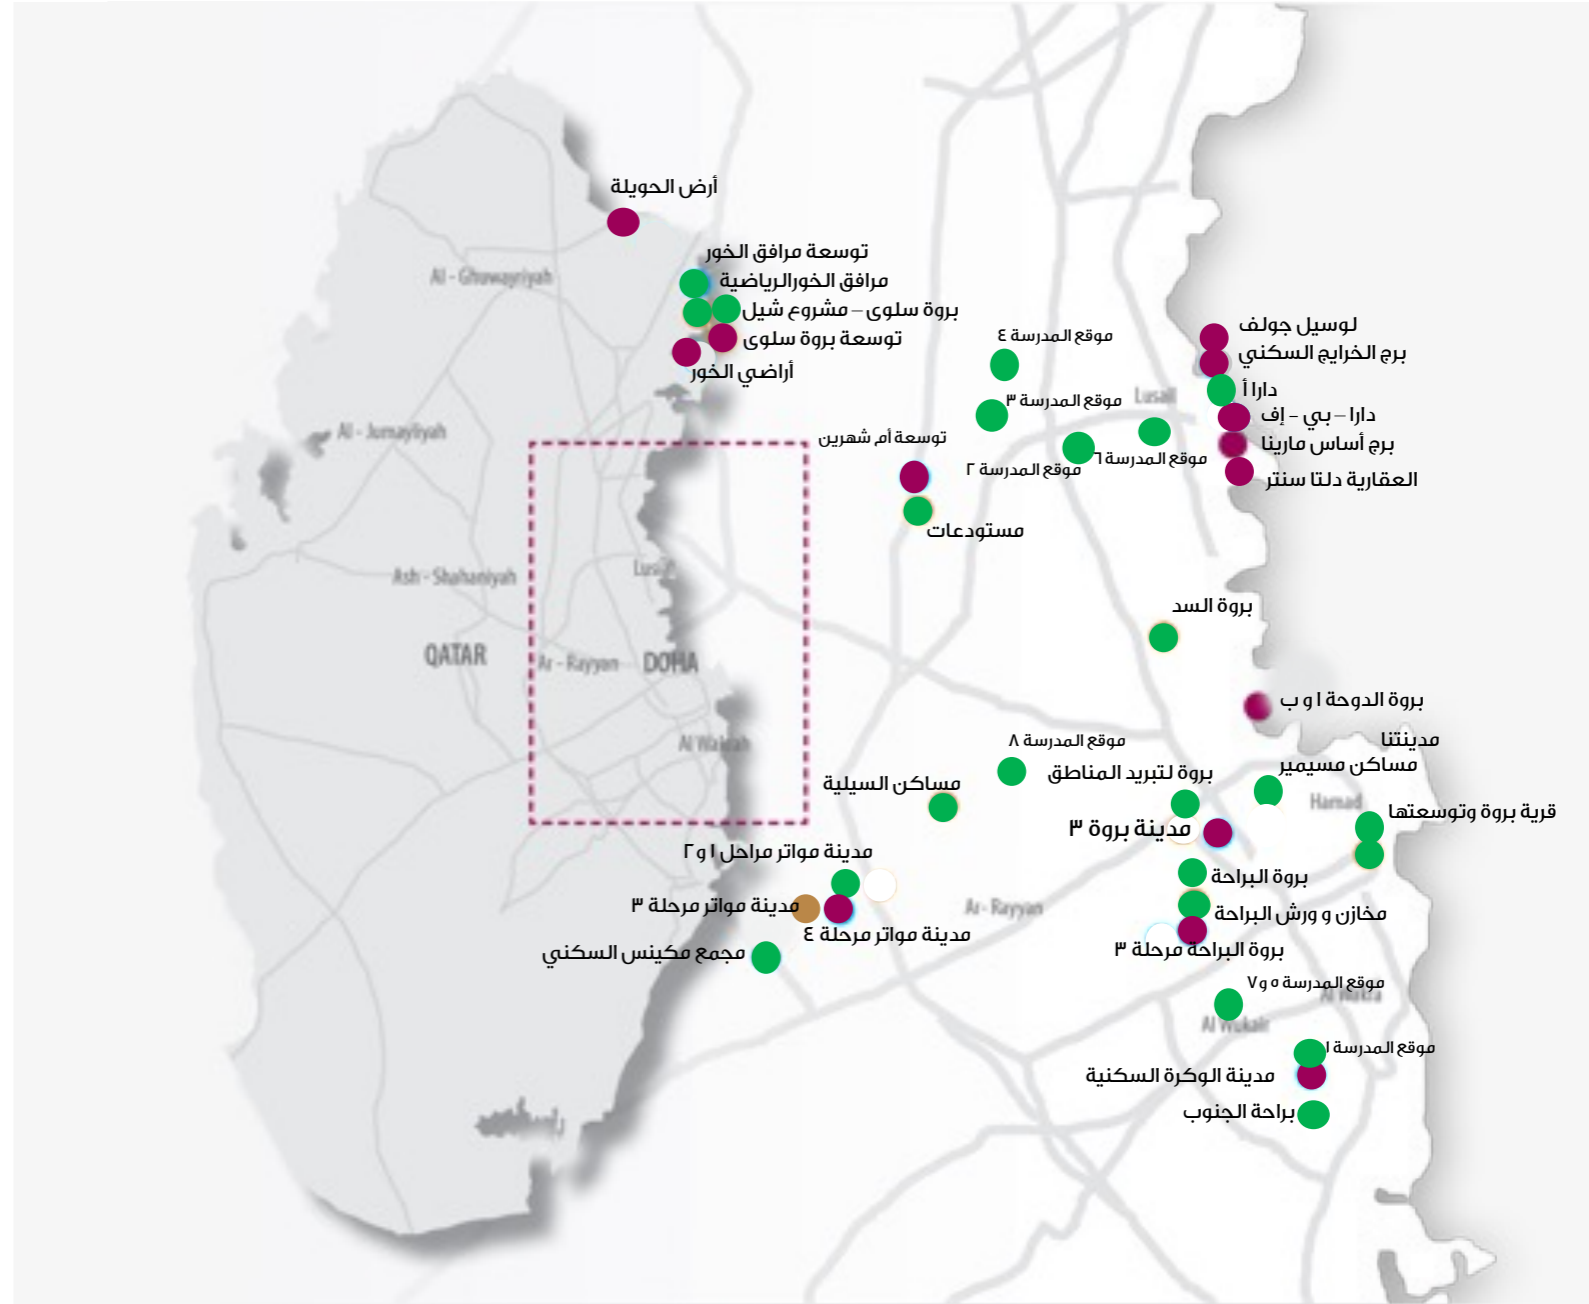 أرض الحويلة
توسعة مرافق الخور
مرافق الخورالرياضية
بروة سلوى – مشروع شيل
توسعة بروة سلوى
أراضي الخور
Al - Ghuwayriyah
Al - Jumayliyah
Ash - Shahaniyah
QATAR
Ar - Rayyan
DOHA
Lusail
Al Wakrah
موقع المدرسة ٤
موقع المدرسة ٣
توسعة أم شهرين
موقع المدرسة ٢
موقع المدرسة ٦
مستودعات
Lusail
لوسيل جولف
برج الخرايج السكني
دارا أ
دارا – بي - إف
برج أساس مارينا
العقارية دلتا سنتر
بروة السد
بروة الدوحة ا و ب
مدينتنا
مساكن مسيمير
Hamad
قرية بروة وتوسعتها
موقع المدرسة ٨
بروة لتبريد المناطق
مساكن السيلية
مدينة بروة ٣
مدينة مواتر مراحل ١ و٢
مدينة مواتر مرحلة ٣
مدينة مواتر مرحلة ٤
مجمع مكينس السكني
Ar - Rayyan
بروة البراحة
مخازن و ورش البراحة
بروة البراحة مرحلة ٣
موقع المدرسة ٥ و٧
Al Wakra
Al Wukair
موقع المدرسة ١
مدينة الوكرة السكنية
براحة الجنوب